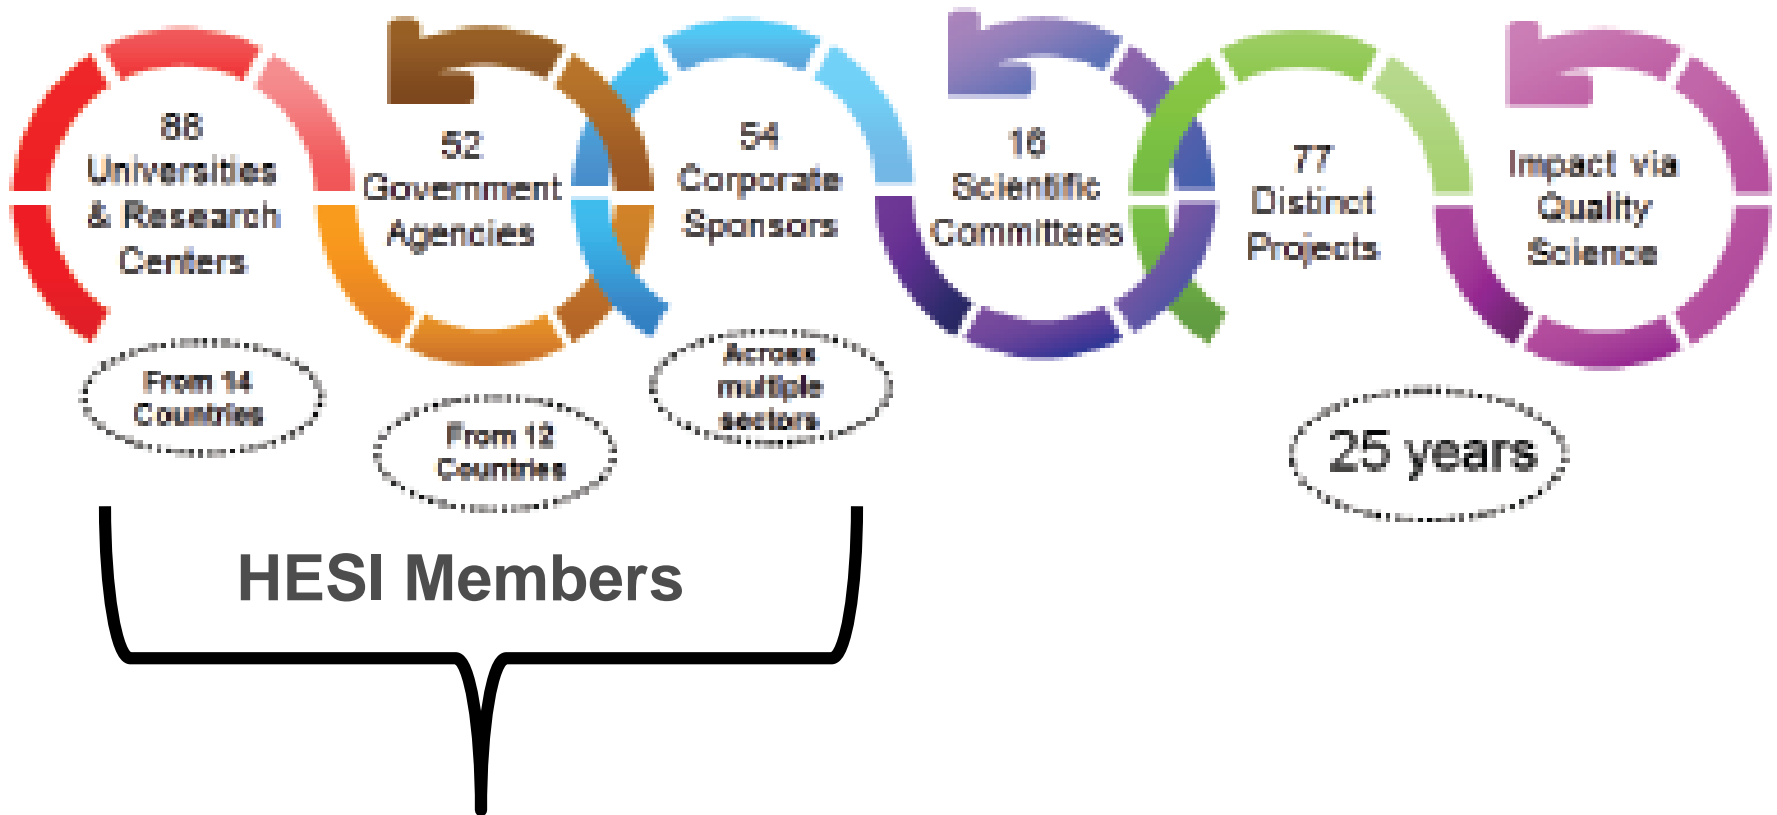 88
Universities
& Research
Centers
52
Government
Agencies
54
Corporate
Sponsors
16
Scientific
Committees
77
Distinct
Projects
Impact via
Quality
Science
From 14
Countries
From 12
Countries
Across
multiple
sectors
25 years
HESI Members